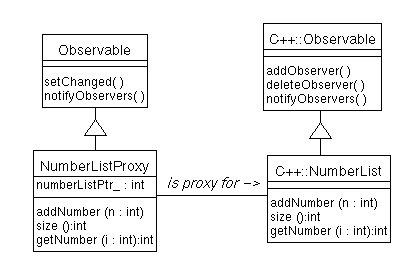 Observable
setChanged( )
notifyObservers( )
C++::Observable
addObserver( )
deleteObserver( )
notifyObservers( )
NumberListProxy
numberListPtr_ : int
addNumber (n : int)
size ():int
getNumber (i : int):int
is proxy for -->
C++::NumberList
addNumber (n : int)
size ():int
getNumber (i : int):int